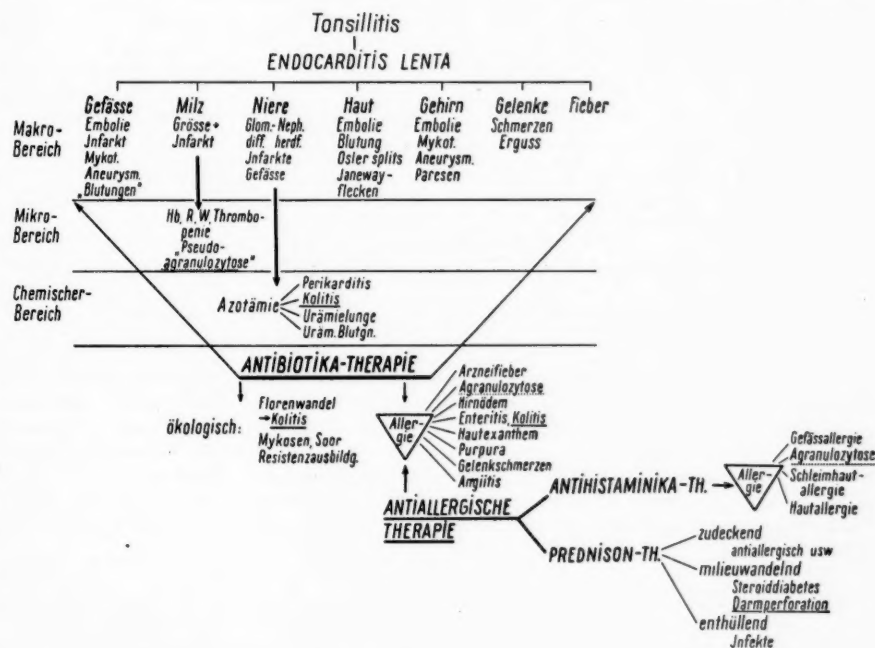 Tonsillitis
ENDOCARDITIS LENTA
Makro-
Bereich
Gefässe
Embolie
Jnfarkt
Mykot.
Aneurysm.
„Blutungen"
Milz
Grösse +
Jnfarkt
Niere
Glom.-Neph.
diff. herdf.
Jnfarkte
Gefässe
Haut
Embolie
Blutung
Osler splits
Janeway-
flecken
Gehirn
Embolie
Mykot.
Aneurysm.
Paresen
Gelenke
Schmerzen
Erguss
Fieber
Mikro-
Bereich
Hb, R, W, Thrombo-
penie
„Pseudo-
agranulozytose"
Chemischer-
Bereich
Azotämie
Perikarditis
Kolitis
Urämielunge
Uräm. Blutgn.
ANTIBIOTIKA-THERAPIE
ökologisch:
Florenwandel
→Kolitis
Mykosen, Soor
Resistenzausbildg.
Aller-
gie
Arzneifieber
Agranulozytose
Hirnödem
Enteritis, Kolitis
Hautexanthem
Purpura
Gelenkschmerzen
Angiitis
ANTIALLERGISCHE
THERAPIE
ANTIHISTAMINIKA-TH.
Aller-
gie
Gefässallergie
Agranulozytose
Schleimhaut-
allergie
Hautallergie
PREDNISON-TH.
zudeckend
antiallergisch usw
milieuwandelnd
Steroiddiabetes
Darmperforation
enthüllend
Jnfekte